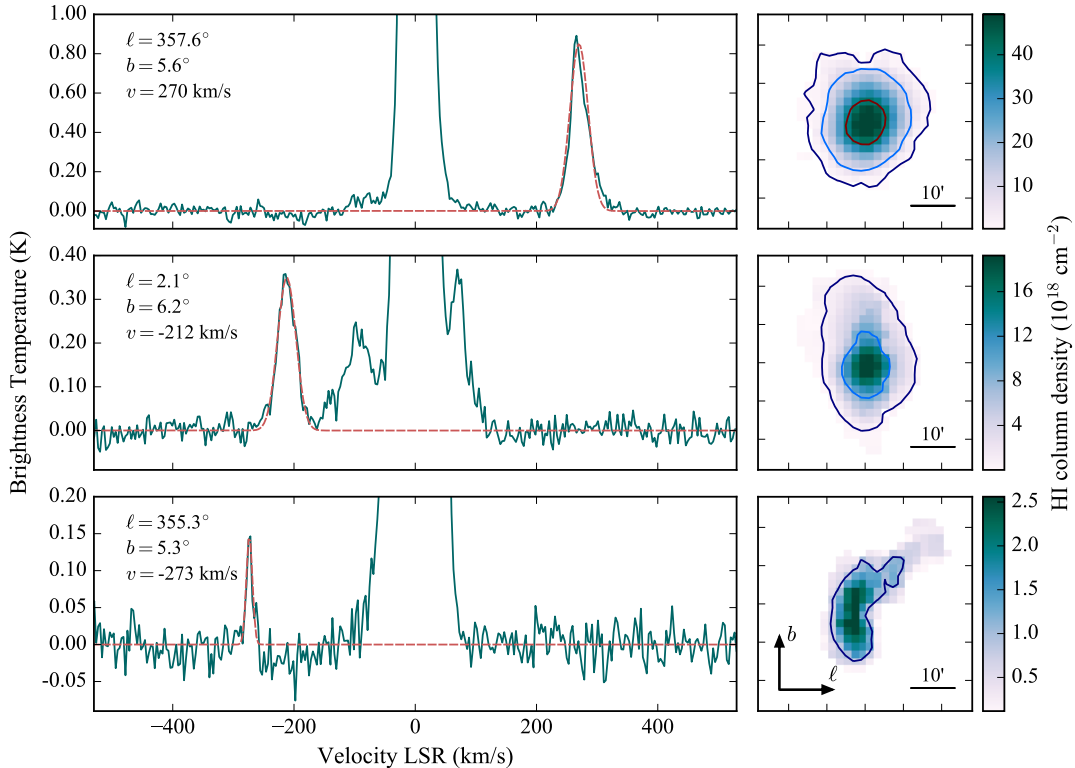 1.00
0.80
0.60
0.40
0.20
0.00
ℓ = 357.6°
b = 5.6°
v = 270 km/s
10'
40
30
20
10
0.40
0.30
0.20
0.10
0.00
ℓ = 2.1°
b = 6.2°
v = -212 km/s
10'
16
12
8
4
0.20
0.15
0.10
0.05
0.00
-0.05
ℓ = 355.3°
b = 5.3°
v = -273 km/s
b
ℓ
10'
2.5
2.0
1.5
1.0
0.5
−400
−200
0
200
400
Velocity LSR (km/s)
Brightness Temperature (K)
HI column density (10¹⁸ cm⁻²)